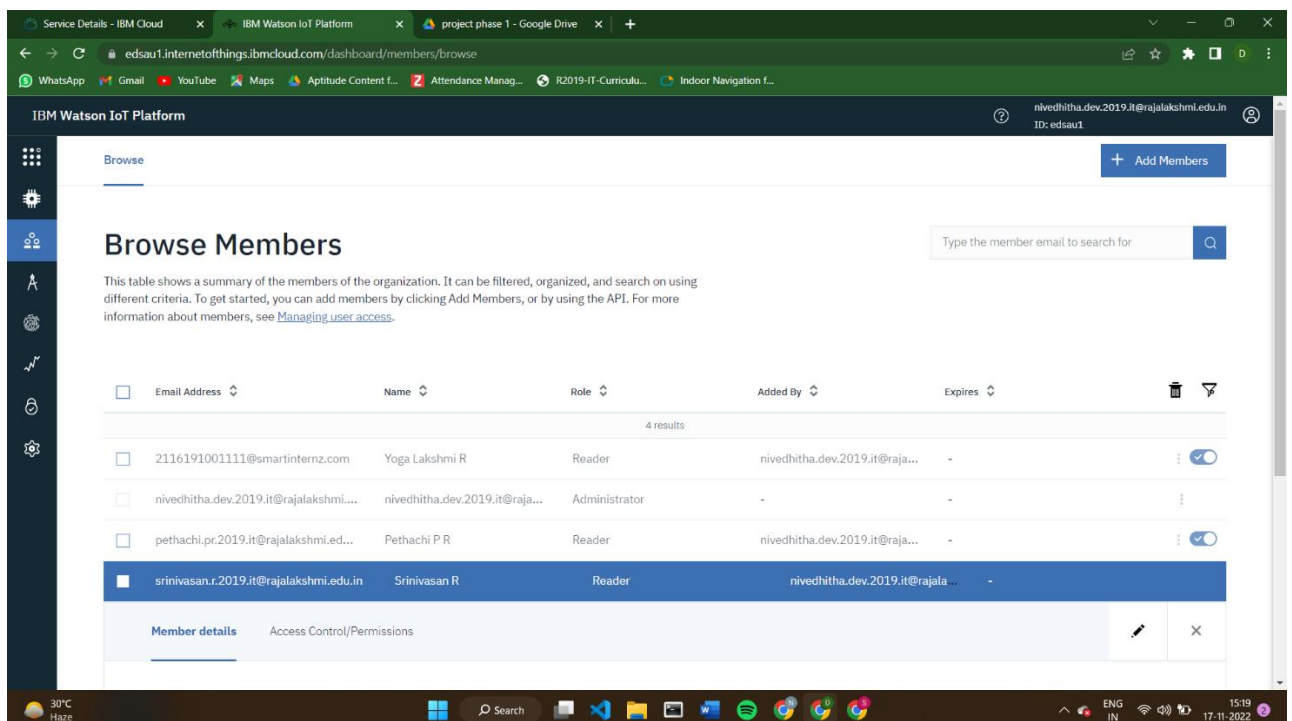 Service Details - IBM Cloud
IBM Watson IoT Platform
project phase 1 - Google Drive
edsau1.internetofthings.ibmcloud.com/dashboard/members/browse
D
WhatsApp Gmail YouTube Maps Aptitude Content f... Attendance Manag... R2019-IT-Curriculu... Indoor Navigation f...
IBM Watson IoT Platform
nivedhitha.dev.2019.it@rajalakshmi.edu.in
ID: edsau1
Browse
+ Add Members
Browse Members
Type the member email to search for
This table shows a summary of the members of the organization. It can be filtered, organized, and search on using
different criteria. To get started, you can add members by clicking Add Members, or by using the API. For more
information about members, see Managing user access.
Email Address Name Role Added By Expires
4 results
2116191001111@smartinternz.com Yoga Lakshmi R Reader nivedhitha.dev.2019.it@raja... -
nivedhitha.dev.2019.it@rajalakshmi.... nivedhitha.dev.2019.it@raja... Administrator - -
pethachi.pr.2019.it@rajalakshmi.ed... Pethachi P R Reader nivedhitha.dev.2019.it@raja... -
srinivasan.r.2019.it@rajalakshmi.edu.in Srinivasan R Reader nivedhitha.dev.2019.it@rajala... -
Member details Access Control/Permissions
30°C
Haze
Search
ENG
IN
15:19
17-11-2022
2